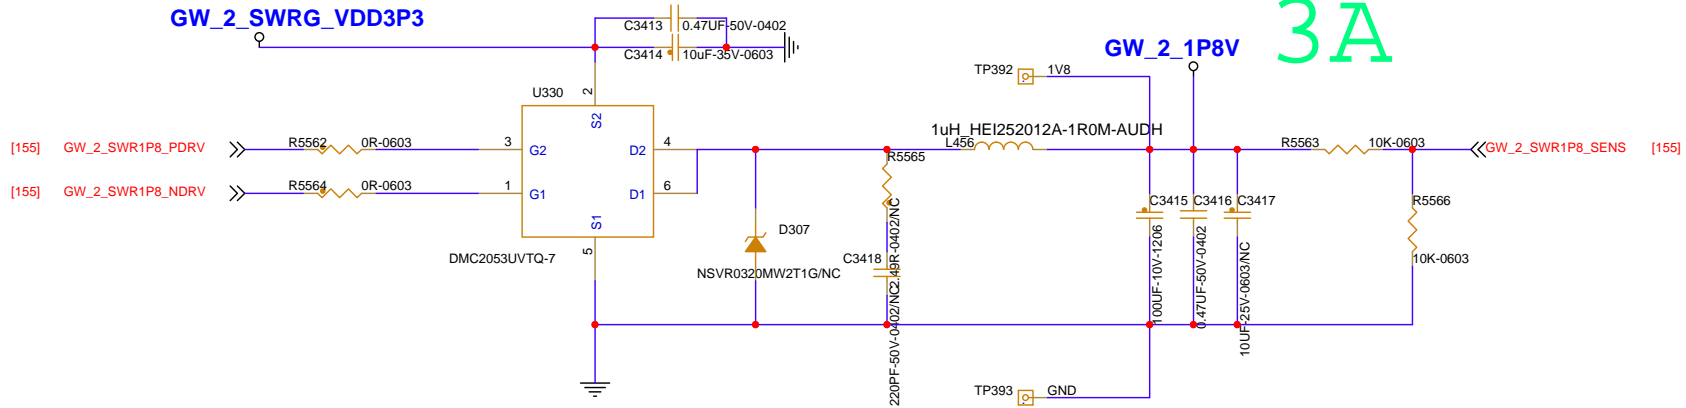 GW_2_SWRG_VDD3P3
C3413 0.47UF-50V-0402
C3414 10uF-35V-0603
3A
GW_2_1P8V
TP392 1V8
U330
2
S2
1uH_HEI252012A-1R0M-AUDH
L456
[155] GW_2_SWR1P8_PDRV R5562 0R-0603 3 G2 D2 4
R5565
R5563 10K-0603 GW_2_SWR1P8_SENS [155]
[155] GW_2_SWR1P8_NDRV R5564 0R-0603 1 G1 D1 6
C3415 C3416 C3417
R5566
S1
5
D307
DMC2053UVTQ-7
C3418
10K-0603
NSVR0320MW2T1G/NC
2.49R-0402/NC
220PF-50V-0402/NC
100UF-10V-1206
0.47UF-50V-0402
10UF-25V-0603/NC
TP393 GND